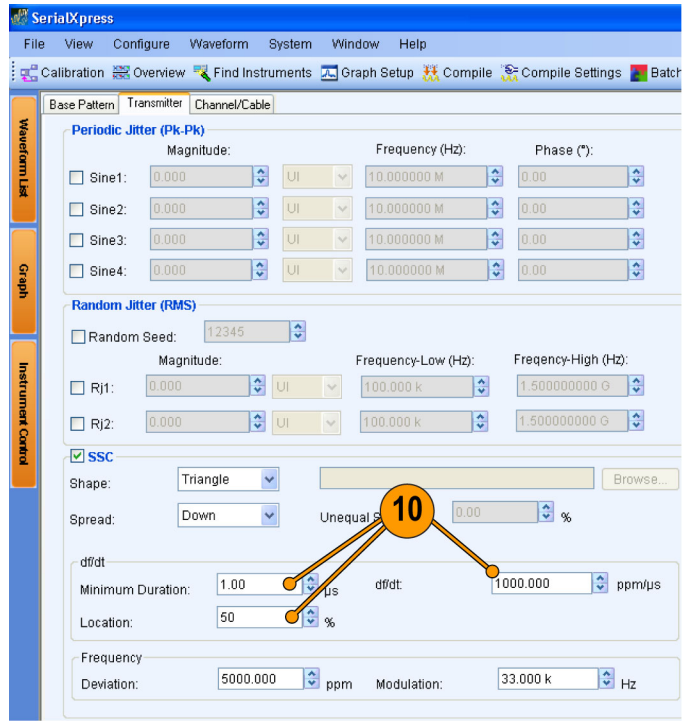 SerialXpress
File View Configure Waveform System Window Help
Calibration Overview Find Instruments Graph Setup Compile Compile Settings Batch
Base Pattern Transmitter Channel/Cable
Waveform List
Graph
Instrument Control
Periodic Jitter (Pk-Pk)
Magnitude: Frequency (Hz): Phase (°):
Sine1: 0.000 UI 10.000000 M 0.00
Sine2: 0.000 UI 10.000000 M 0.00
Sine3: 0.000 UI 10.000000 M 0.00
Sine4: 0.000 UI 10.000000 M 0.00
Random Jitter (RMS)
Random Seed: 12345
Magnitude: Frequency-Low (Hz): Freqency-High (Hz):
Rj1: 0.000 UI 100.000 k 1.500000000 G
Rj2: 0.000 UI 100.000 k 1.500000000 G
SSC
Shape: Triangle Browse...
Spread: Down Unequal 0.00 %
10
df/dt
Minimum Duration: 1.00 µs df/dt: 1000.000 ppm/µs
Location: 50 %
Frequency
Deviation: 5000.000 ppm Modulation: 33.000 k Hz